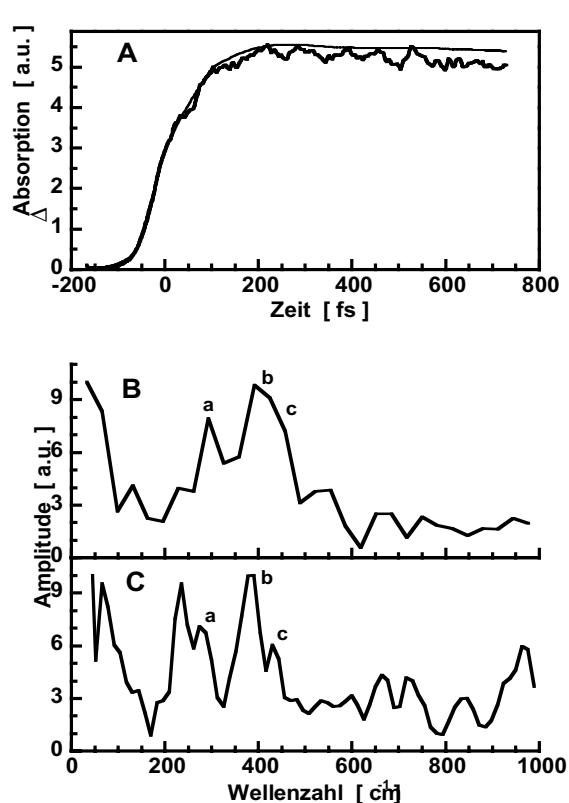 A
Δ Absorption [ a.u. ]
5
4
3
2
1
0
-200 0 200 400 600 800
Zeit [ fs ]
B
a
b
c
9
6
3
0
Amplitude [ a.u. ]
C
a
b
c
9
6
3
0
0 200 400 600 800 1000
Wellenzahl [ cm-1]